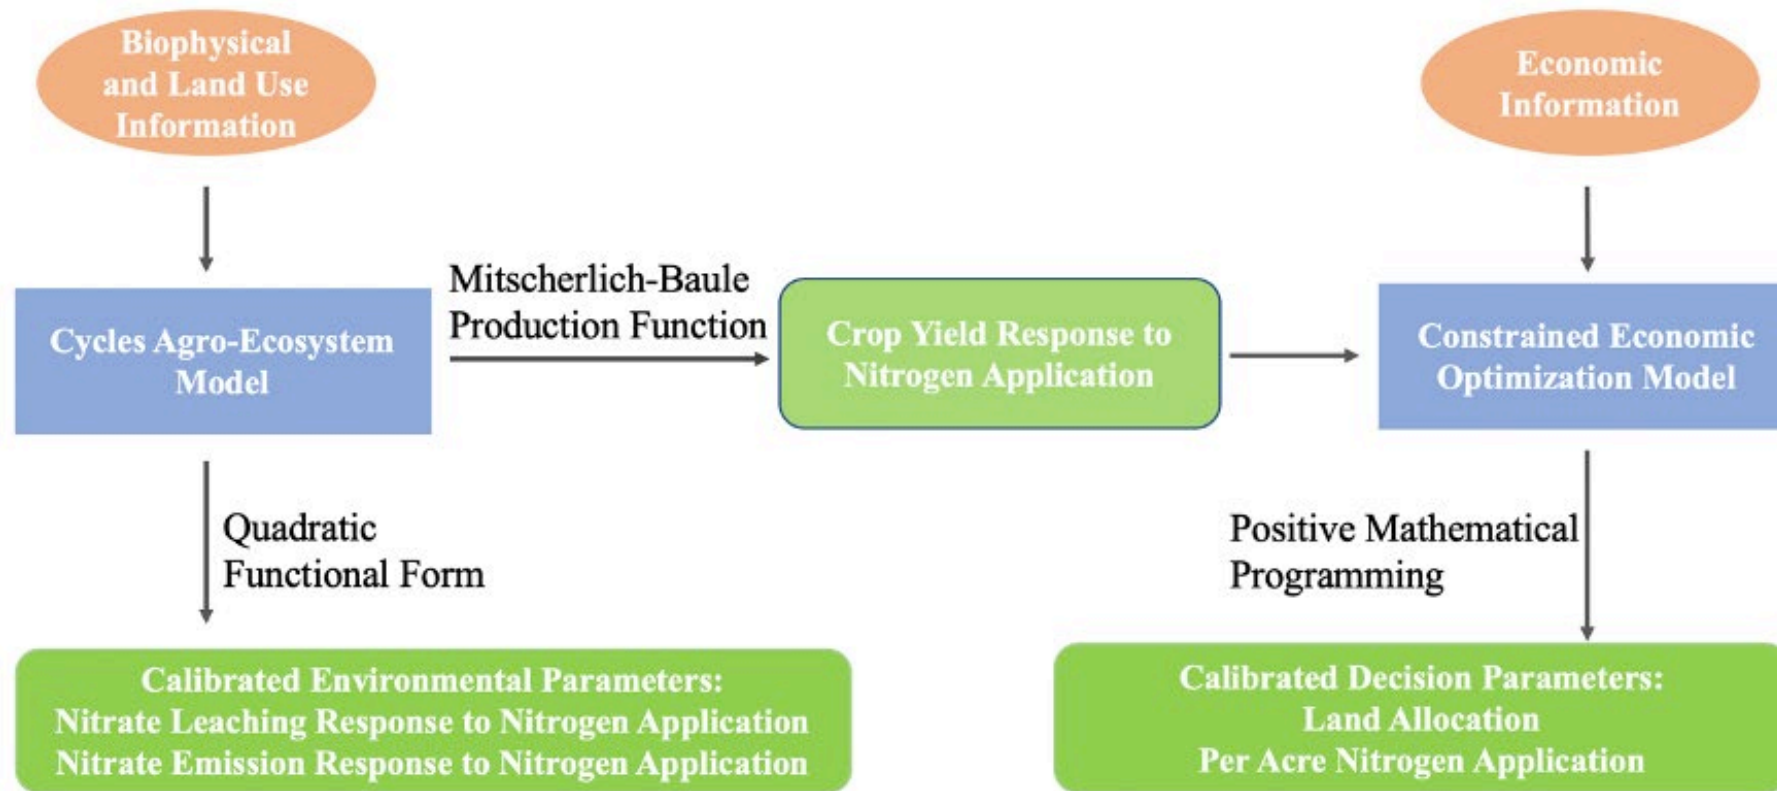 Biophysical
and Land Use
Information
Economic
Information
Cycles Agro-Ecosystem
Model
Mitscherlich-Baule
Production Function
Crop Yield Response to
Nitrogen Application
Constrained Economic
Optimization Model
Quadratic
Functional Form
Positive Mathematical
Programming
Calibrated Environmental Parameters:
Nitrate Leaching Response to Nitrogen Application
Nitrate Emission Response to Nitrogen Application
Calibrated Decision Parameters:
Land Allocation
Per Acre Nitrogen Application